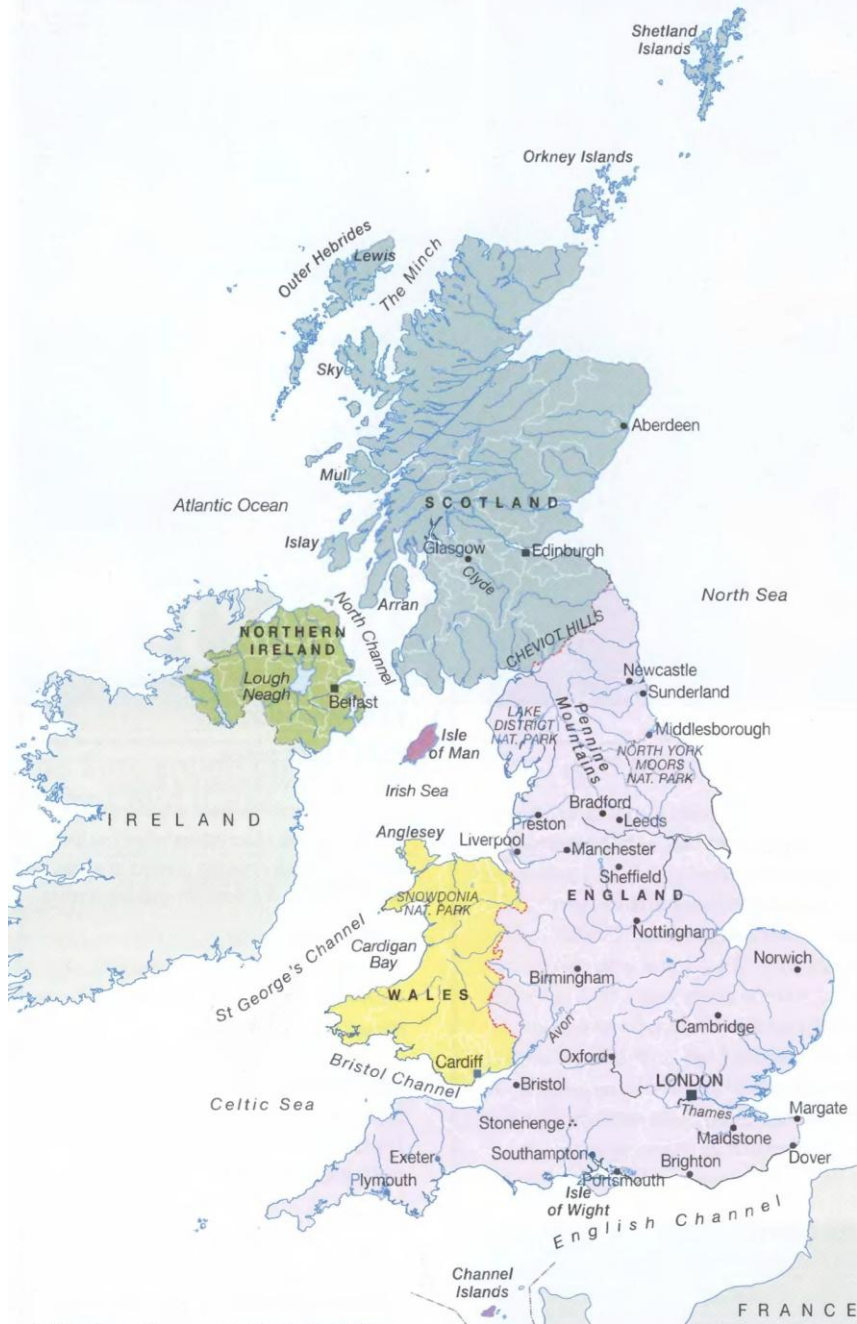 Shetland
Islands
Orkney Islands
Outer Hebrides
Lewis
The Minch
Skye
Aberdeen
Mull
Atlantic Ocean
SCOTLAND
Islay
Glasgow
Edinburgh
Clyde
Arran
North Channel
North Sea
CHEVIOT HILLS
NORTHERN
IRELAND
Lough
Neagh
Belfast
Newcastle
Sunderland
LAKE
DISTRICT
NAT. PARK
Pennine
Mountains
Middlesborough
NORTH YORK
MOORS
NAT. PARK
Isle
of Man
Irish Sea
IRELAND
Bradford
Leeds
Preston
Anglesey
Liverpool
Manchester
Sheffield
ENGLAND
SNOWDONIA
NAT. PARK
Nottingham
St George's Channel
Cardigan
Bay
Birmingham
Norwich
WALES
Avon
Cambridge
Oxford
Cardiff
Bristol Channel
Bristol
LONDON
Thames
Celtic Sea
Margate
Stonehenge
Maidstone
Exeter
Southampton
Brighton
Dover
Plymouth
Portsmouth
Isle
of Wight
English Channel
Channel
Islands
FRANCE